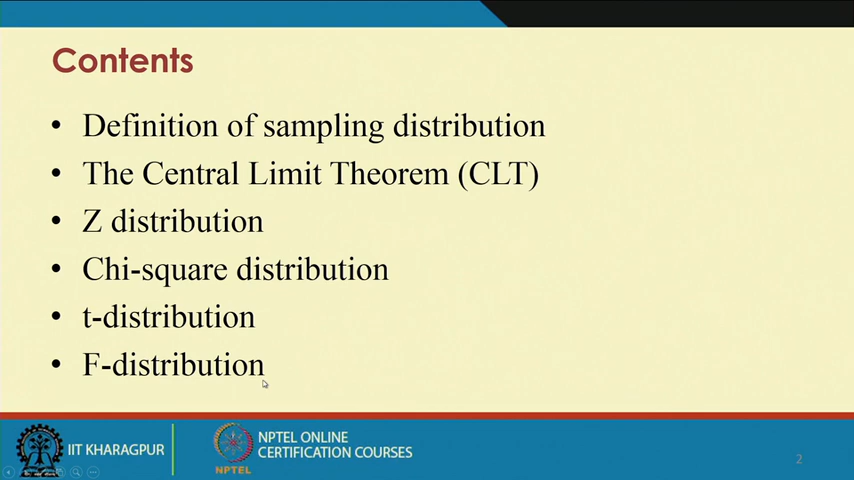 Contents
• Definition of sampling distribution
• The Central Limit Theorem (CLT)
• Z distribution
• Chi-square distribution
• t-distribution
• F-distribution
IIT KHARAGPUR
NPTEL
NPTEL ONLINE
CERTIFICATION COURSES
2